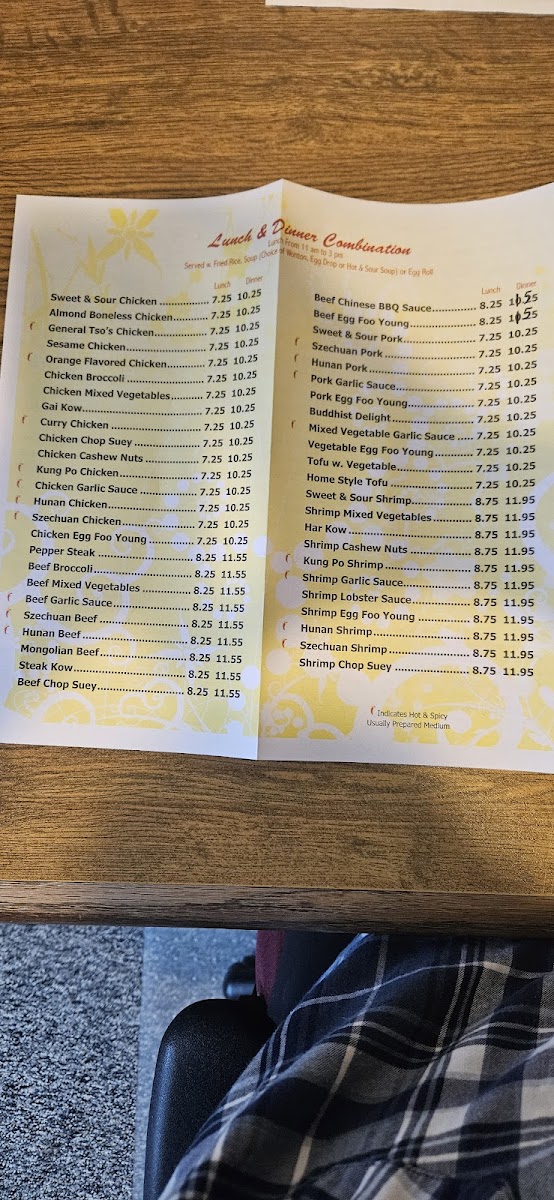 Lunch & Dinner Combination
Lunch From 11 am to 3 pm
Served w. Fried Rice, Soup (Choice of Wonton, Egg Drop or Hot & Sour Soup) or Egg Roll
Lunch Dinner
Sweet & Sour Chicken ................ 7.25 10.25
Almond Boneless Chicken........... 7.25 10.25
General Tso's Chicken................ 7.25 10.25
Sesame Chicken........................ 7.25 10.25
Orange Flavored Chicken............ 7.25 10.25
Chicken Broccoli ....................... 7.25 10.25
Chicken Mixed Vegetables.......... 7.25 10.25
Gai Kow................................... 7.25 10.25
Curry Chicken .......................... 7.25 10.25
Chicken Chop Suey ................... 7.25 10.25
Chicken Cashew Nuts ................ 7.25 10.25
Kung Po Chicken....................... 7.25 10.25
Chicken Garlic Sauce ................. 7.25 10.25
Hunan Chicken.......................... 7.25 10.25
Szechuan Chicken..................... 7.25 10.25
Chicken Egg Foo Young ............. 7.25 10.25
Pepper Steak ........................... 8.25 11.55
Beef Broccoli............................ 8.25 11.55
Beef Mixed Vegetables .............. 8.25 11.55
Beef Garlic Sauce...................... 8.25 11.55
Szechuan Beef ......................... 8.25 11.55
Hunan Beef.............................. 8.25 11.55
Mongolian Beef......................... 8.25 11.55
Steak Kow................................ 8.25 11.55
Beef Chop Suey........................ 8.25 11.55
Lunch Dinner
Beef Chinese BBQ Sauce............ 8.25
Beef Egg Foo Young.................. 8.25
Sweet & Sour Pork.................... 7.25 10.25
Szechuan Pork ......................... 7.25 10.25
Hunan Pork.............................. 7.25 10.25
Pork Garlic Sauce...................... 7.25 10.25
Pork Egg Foo Young.................. 7.25 10.25
Buddhist Delight....................... 7.25 10.25
Mixed Vegetable Garlic Sauce ..... 7.25 10.25
Vegetable Egg Foo Young........... 7.25 10.25
Tofu w. Vegetable..................... 7.25 10.25
Home Style Tofu ...................... 7.25 10.25
Sweet & Sour Shrimp................ 8.75 11.95
Shrimp Mixed Vegetables........... 8.75 11.95
Har Kow.................................. 8.75 11.95
Shrimp Cashew Nuts ................ 8.75 11.95
Kung Po Shrimp ....................... 8.75 11.95
Shrimp Garlic Sauce.................. 8.75 11.95
Shrimp Lobster Sauce............... 8.75 11.95
Shrimp Egg Foo Young ............. 8.75 11.95
Hunan Shrimp.......................... 8.75 11.95
Szechuan Shrimp...................... 8.75 11.95
Shrimp Chop Suey ................... 8.75 11.95
Indicates Hot & Spicy
Usually Prepared Medium